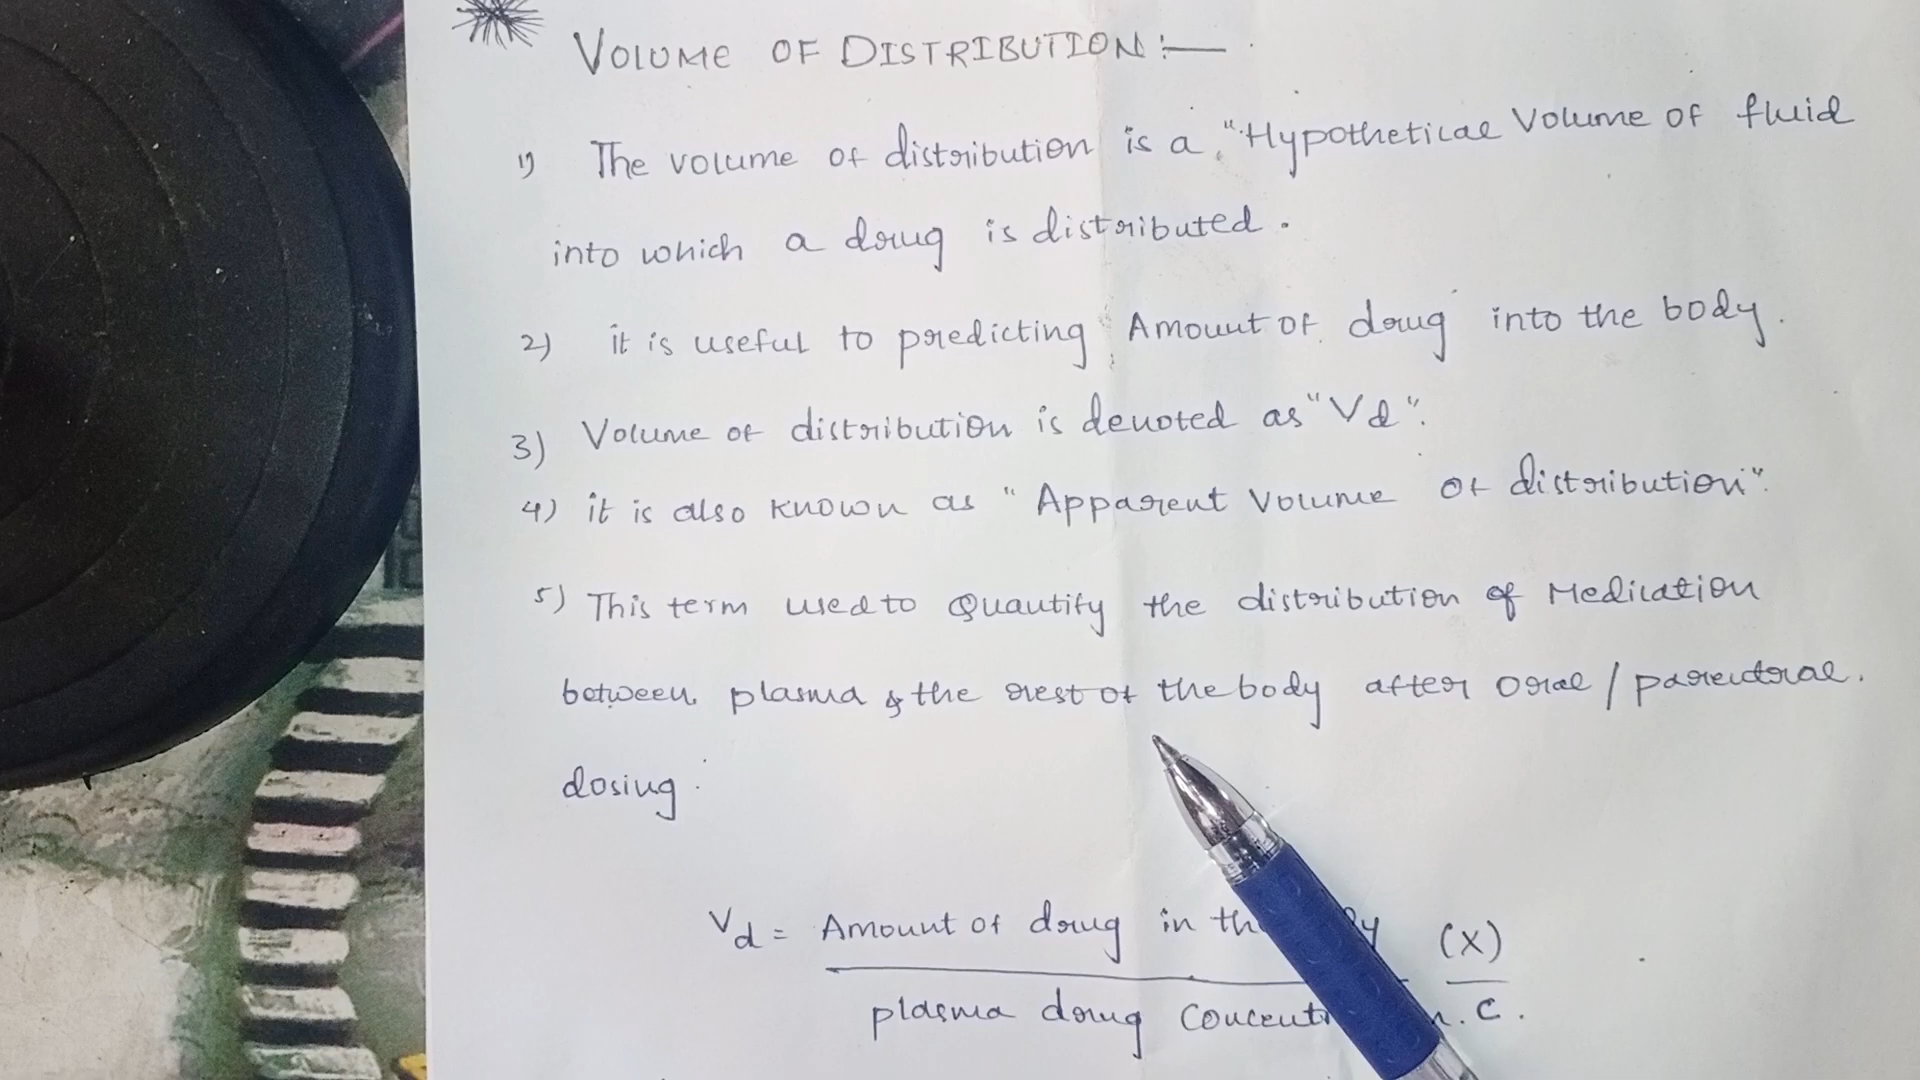 VOLUME OF DISTRIBUTION :—
1) The volume of distribution is a "Hypothetical Volume of fluid
into which a drug is distributed.
2) it is useful to predicting Amount of drug into the body.
3) Volume of distribution is denoted as "Vd".
4) it is also known as "Apparent Volume of distribution".
5) This term used to Quantify the distribution of Medication
between plasma & the rest of the body after oral / parentral.
dosing.
Vd = Amount of drug in (X)
plasma drug C.